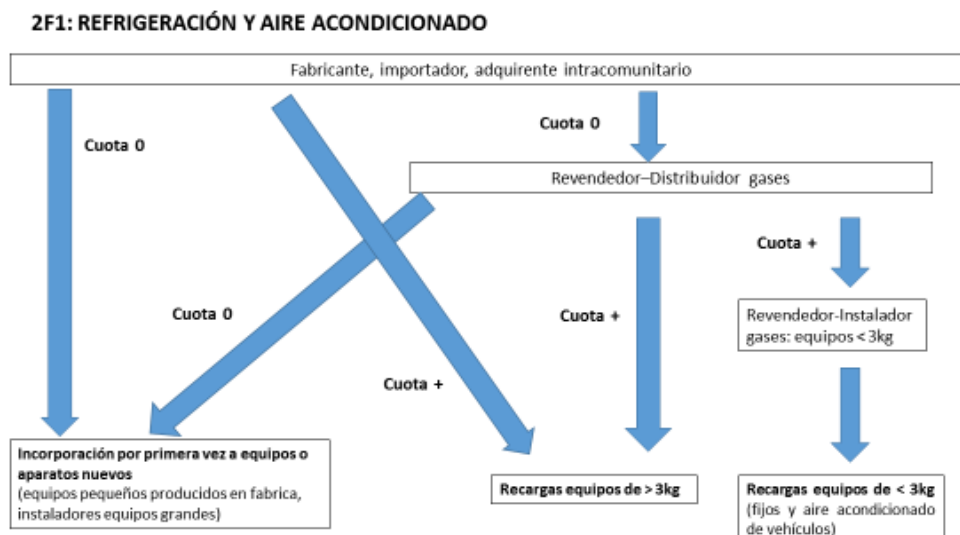 2F1: REFRIGERACIÓN Y AIRE ACONDICIONADO
Fabricante, importador, adquirente intracomunitario
Cuota 0
Cuota 0
Revendedor–Distribuidor gases
Cuota +
Cuota 0
Cuota +
Revendedor-Instalador
gases: equipos < 3kg
Cuota +
Incorporación por primera vez a equipos o
aparatos nuevos
(equipos pequeños producidos en fabrica,
instaladores equipos grandes)
Recargas equipos de > 3kg
Recargas equipos de < 3kg
(fijos y aire acondicionado
de vehículos)